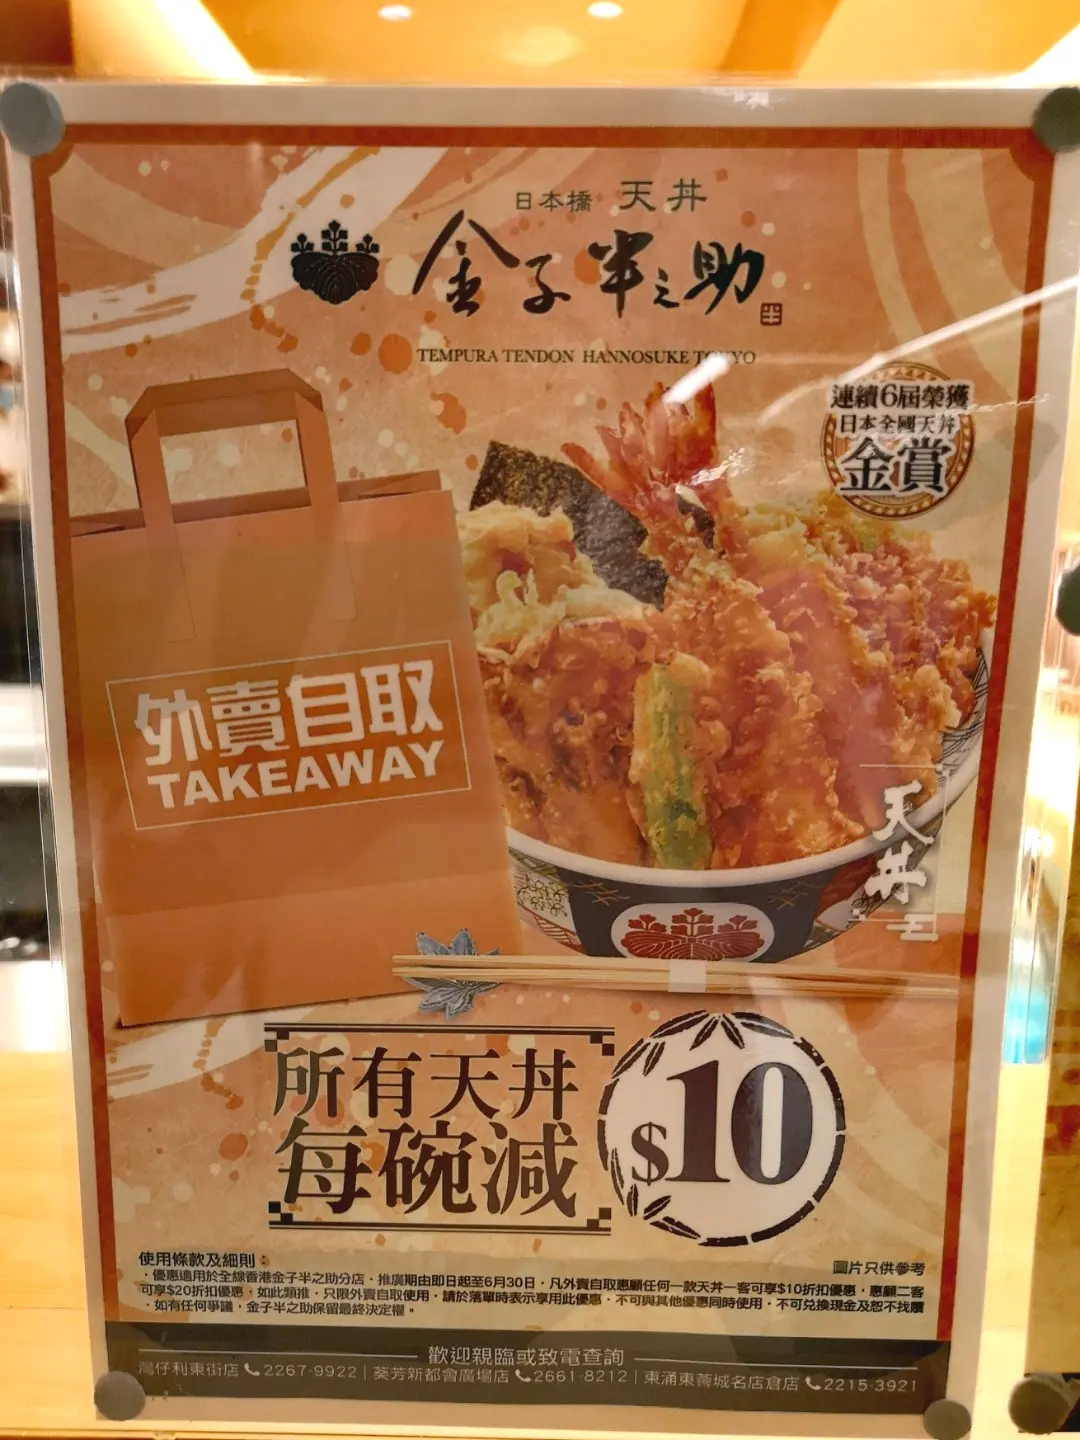 日本橋 天丼
金子半之助
半
TEMPURA TENDON HANNOSUKE TOKYO
連續6屆榮獲
日本全國天丼
金賞
外賣自取
TAKEAWAY
天丼
所有天丼
每碗減
$10
使用條款及細則：
圖片只供參考
・優惠適用於全線香港金子半之助分店・推廣期由即日起至6月30日・凡外賣自取惠顧任何一款天丼一客可享$10折扣優惠，惠顧二客
可享$20折扣優惠，如此類推・只限外賣自取使用・請於落單時表示享用此優惠・不可與其他優惠同時使用・不可兌換現金及恕不找贖
・如有任何爭議，金子半之助保留最終決定權。
歡迎親臨或致電查詢
灣仔利東街店 2267-9922 | 葵芳新都會廣場店 2661-8212 | 東涌東薈城名店倉店 2215-3921